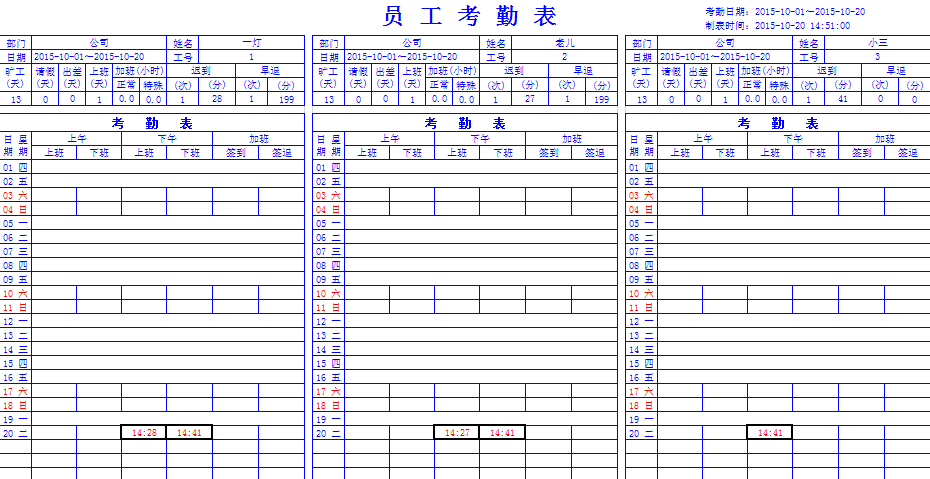 员 工 考 勤 表
考勤日期: 2015-10-01～2015-10-20
制表时间: 2015-10-20 14:51:00
部门 公司 姓名 一灯 部门 公司 姓名 老儿 部门 公司 姓名 小三
日期 2015-10-01～2015-10-20 工号 1 日期 2015-10-01～2015-10-20 工号 2 日期 2015-10-01～2015-10-20 工号 3
旷工 请假 出差 上班 加班(小时) 迟到 早退 旷工 请假 出差 上班 加班(小时) 迟到 早退 旷工 请假 出差 上班 加班(小时) 迟到 早退
(天) (天) (天) (天) 正常 特殊 (次) (分) (次) (分) (天) (天) (天) (天) 正常 特殊 (次) (分) (次) (分) (天) (天) (天) (天) 正常 特殊 (次) (分) (次) (分)
13 0 0 1 0.0 0.0 1 28 1 199 13 0 0 1 0.0 0.0 1 27 1 199 13 0 0 1 0.0 0.0 1 41 0 0
考 勤 表 考 勤 表 考 勤 表
日 星 上午 下午 加班 日 星 上午 下午 加班 日 星 上午 下午 加班
期 期 上班 下班 上班 下班 签到 签退 期 期 上班 下班 上班 下班 签到 签退 期 期 上班 下班 上班 下班 签到 签退
01 四 01 四 01 四
02 五 02 五 02 五
03 六 03 六 03 六
04 日 04 日 04 日
05 一 05 一 05 一
06 二 06 二 06 二
07 三 07 三 07 三
08 四 08 四 08 四
09 五 09 五 09 五
10 六 10 六 10 六
11 日 11 日 11 日
12 一 12 一 12 一
13 二 13 二 13 二
14 三 14 三 14 三
15 四 15 四 15 四
16 五 16 五 16 五
17 六 17 六 17 六
18 日 18 日 18 日
19 一 19 一 19 一
20 二 14:28 14:41 20 二 14:27 14:41 20 二 14:41